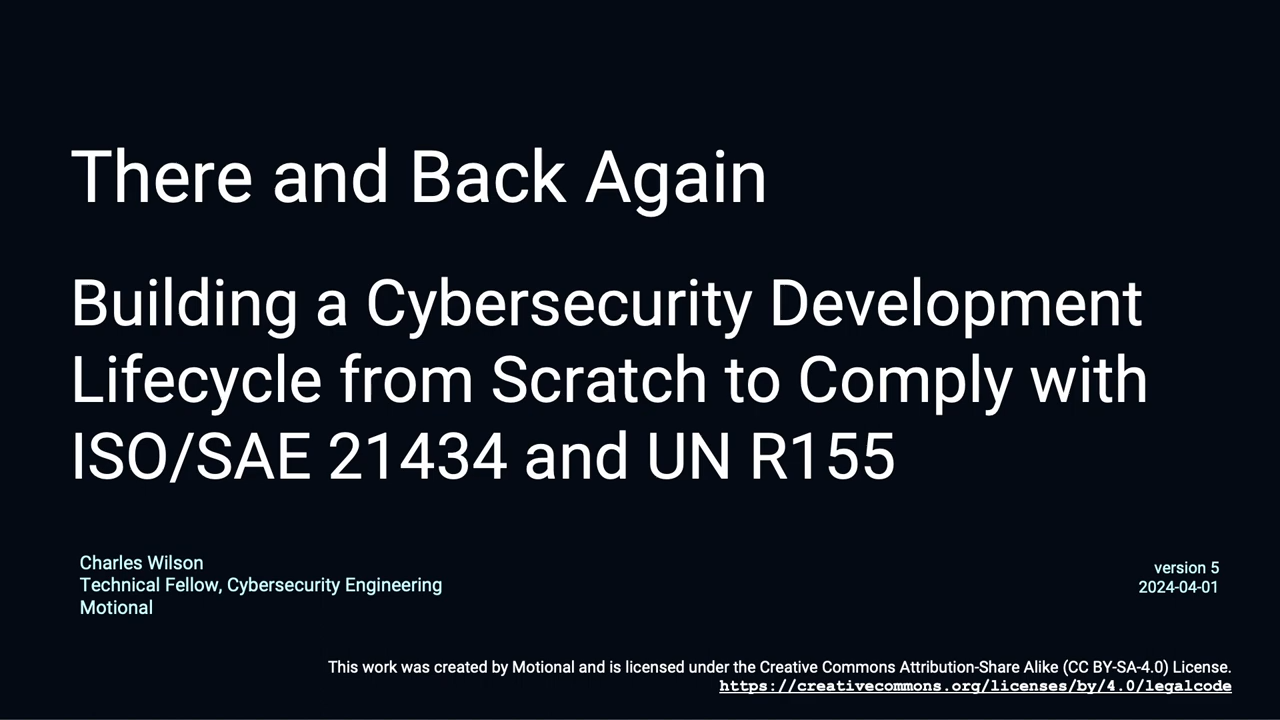 There and Back Again
Building a Cybersecurity Development
Lifecycle from Scratch to Comply with
ISO/SAE 21434 and UN R155
Charles Wilson
Technical Fellow, Cybersecurity Engineering
Motional
version 5
2024-04-01
This work was created by Motional and is licensed under the Creative Commons Attribution-Share Alike (CC BY-SA-4.0) License.
https://creativecommons.org/licenses/by/4.0/legalcode